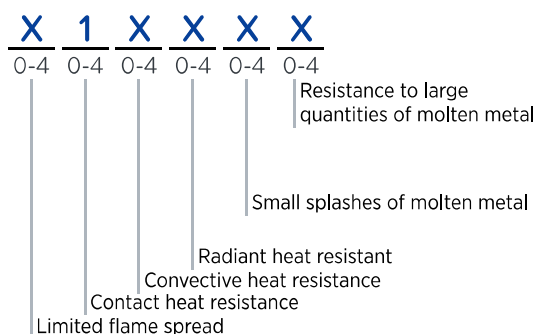 X 1 X X X X
0-4 0-4 0-4 0-4 0-4 0-4
Resistance to large
quantities of molten metal
Small splashes of molten metal
Radiant heat resistant
Convective heat resistance
Contact heat resistance
Limited flame spread